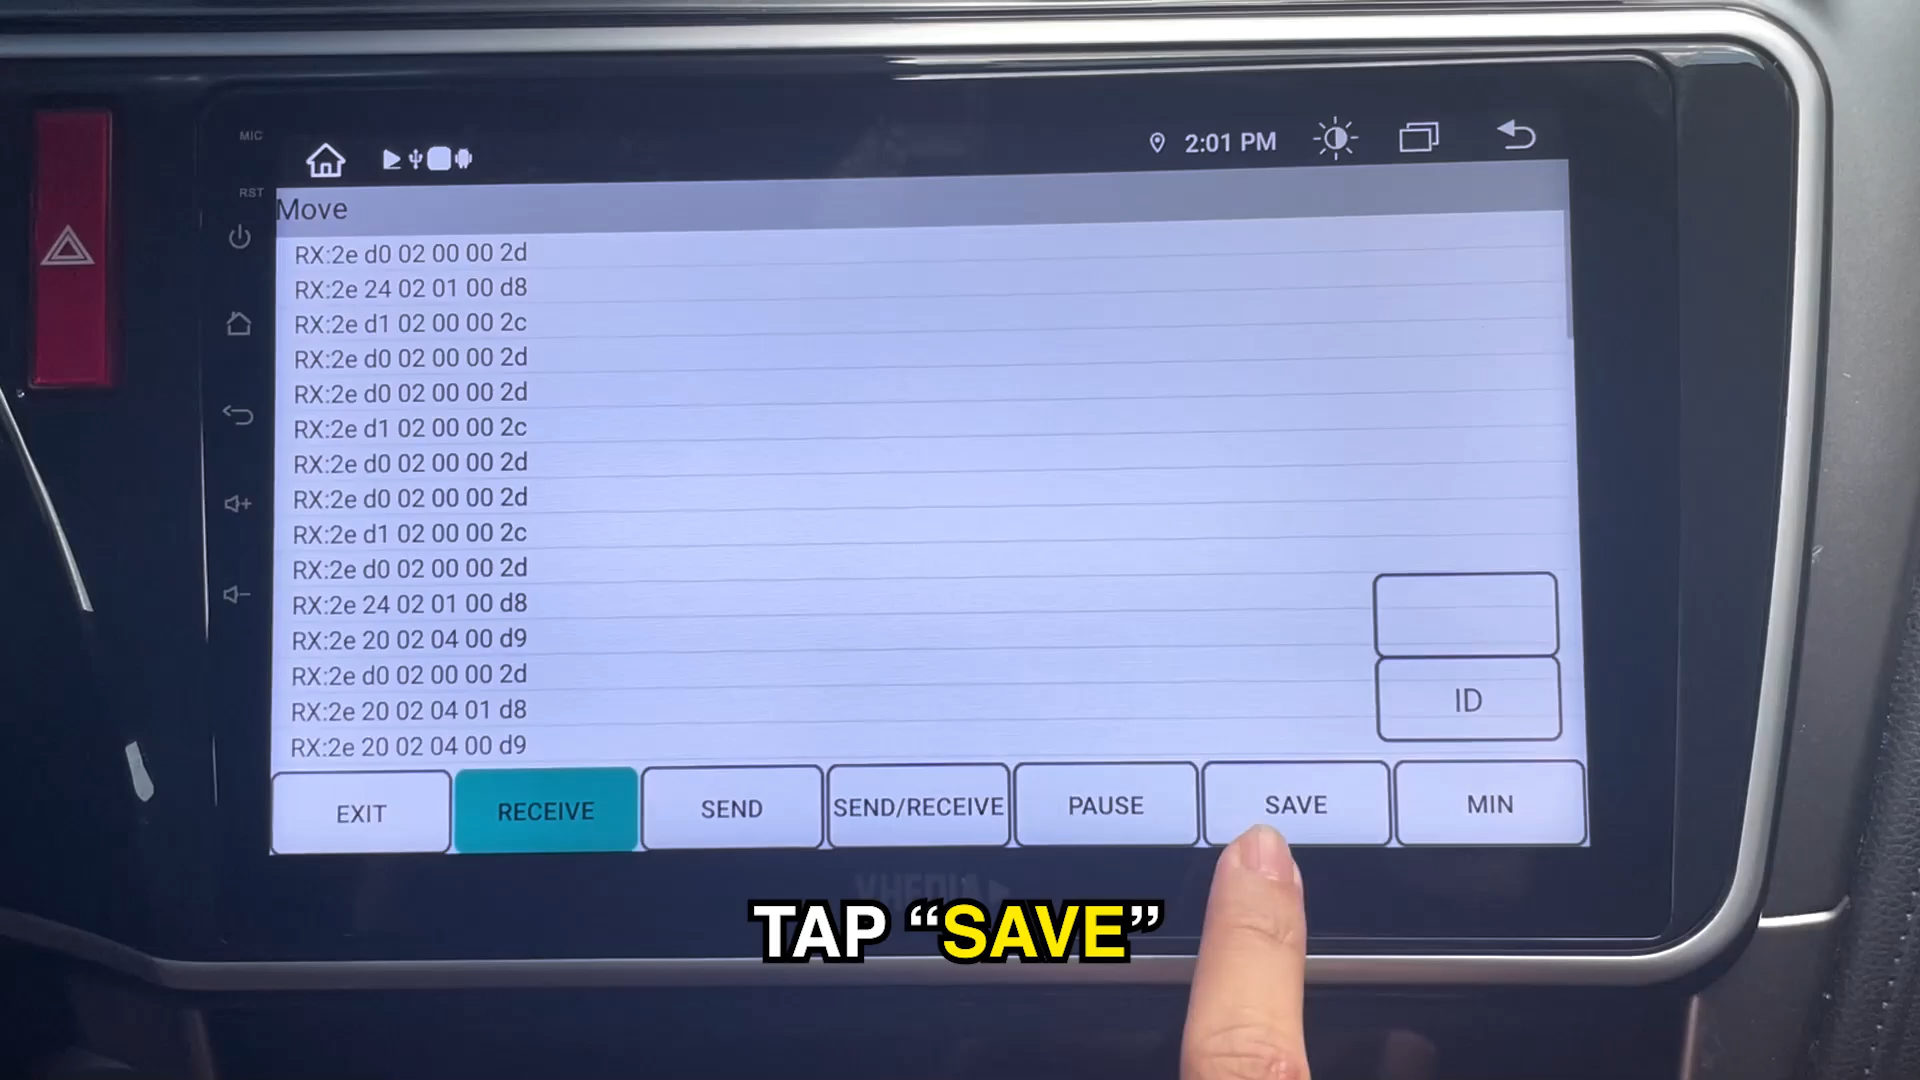 MIC
2:01 PM
RST
Move
RX:2e d0 02 00 00 2d
RX:2e 24 02 01 00 d8
RX:2e d1 02 00 00 2c
RX:2e d0 02 00 00 2d
RX:2e d0 02 00 00 2d
RX:2e d1 02 00 00 2c
RX:2e d0 02 00 00 2d
RX:2e d0 02 00 00 2d
RX:2e d1 02 00 00 2c
RX:2e d0 02 00 00 2d
RX:2e 24 02 01 00 d8
RX:2e 20 02 04 00 d9
RX:2e d0 02 00 00 2d
RX:2e 20 02 04 01 d8
RX:2e 20 02 04 00 d9
ID
EXIT RECEIVE SEND SEND/RECEIVE PAUSE SAVE MIN
TAP “SAVE”